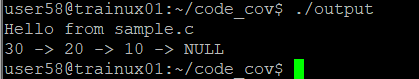 user58@trainux01:~/code_cov$ ./output
Hello from sample.c
30 -> 20 -> 10 -> NULL
user58@trainux01:~/code_cov$